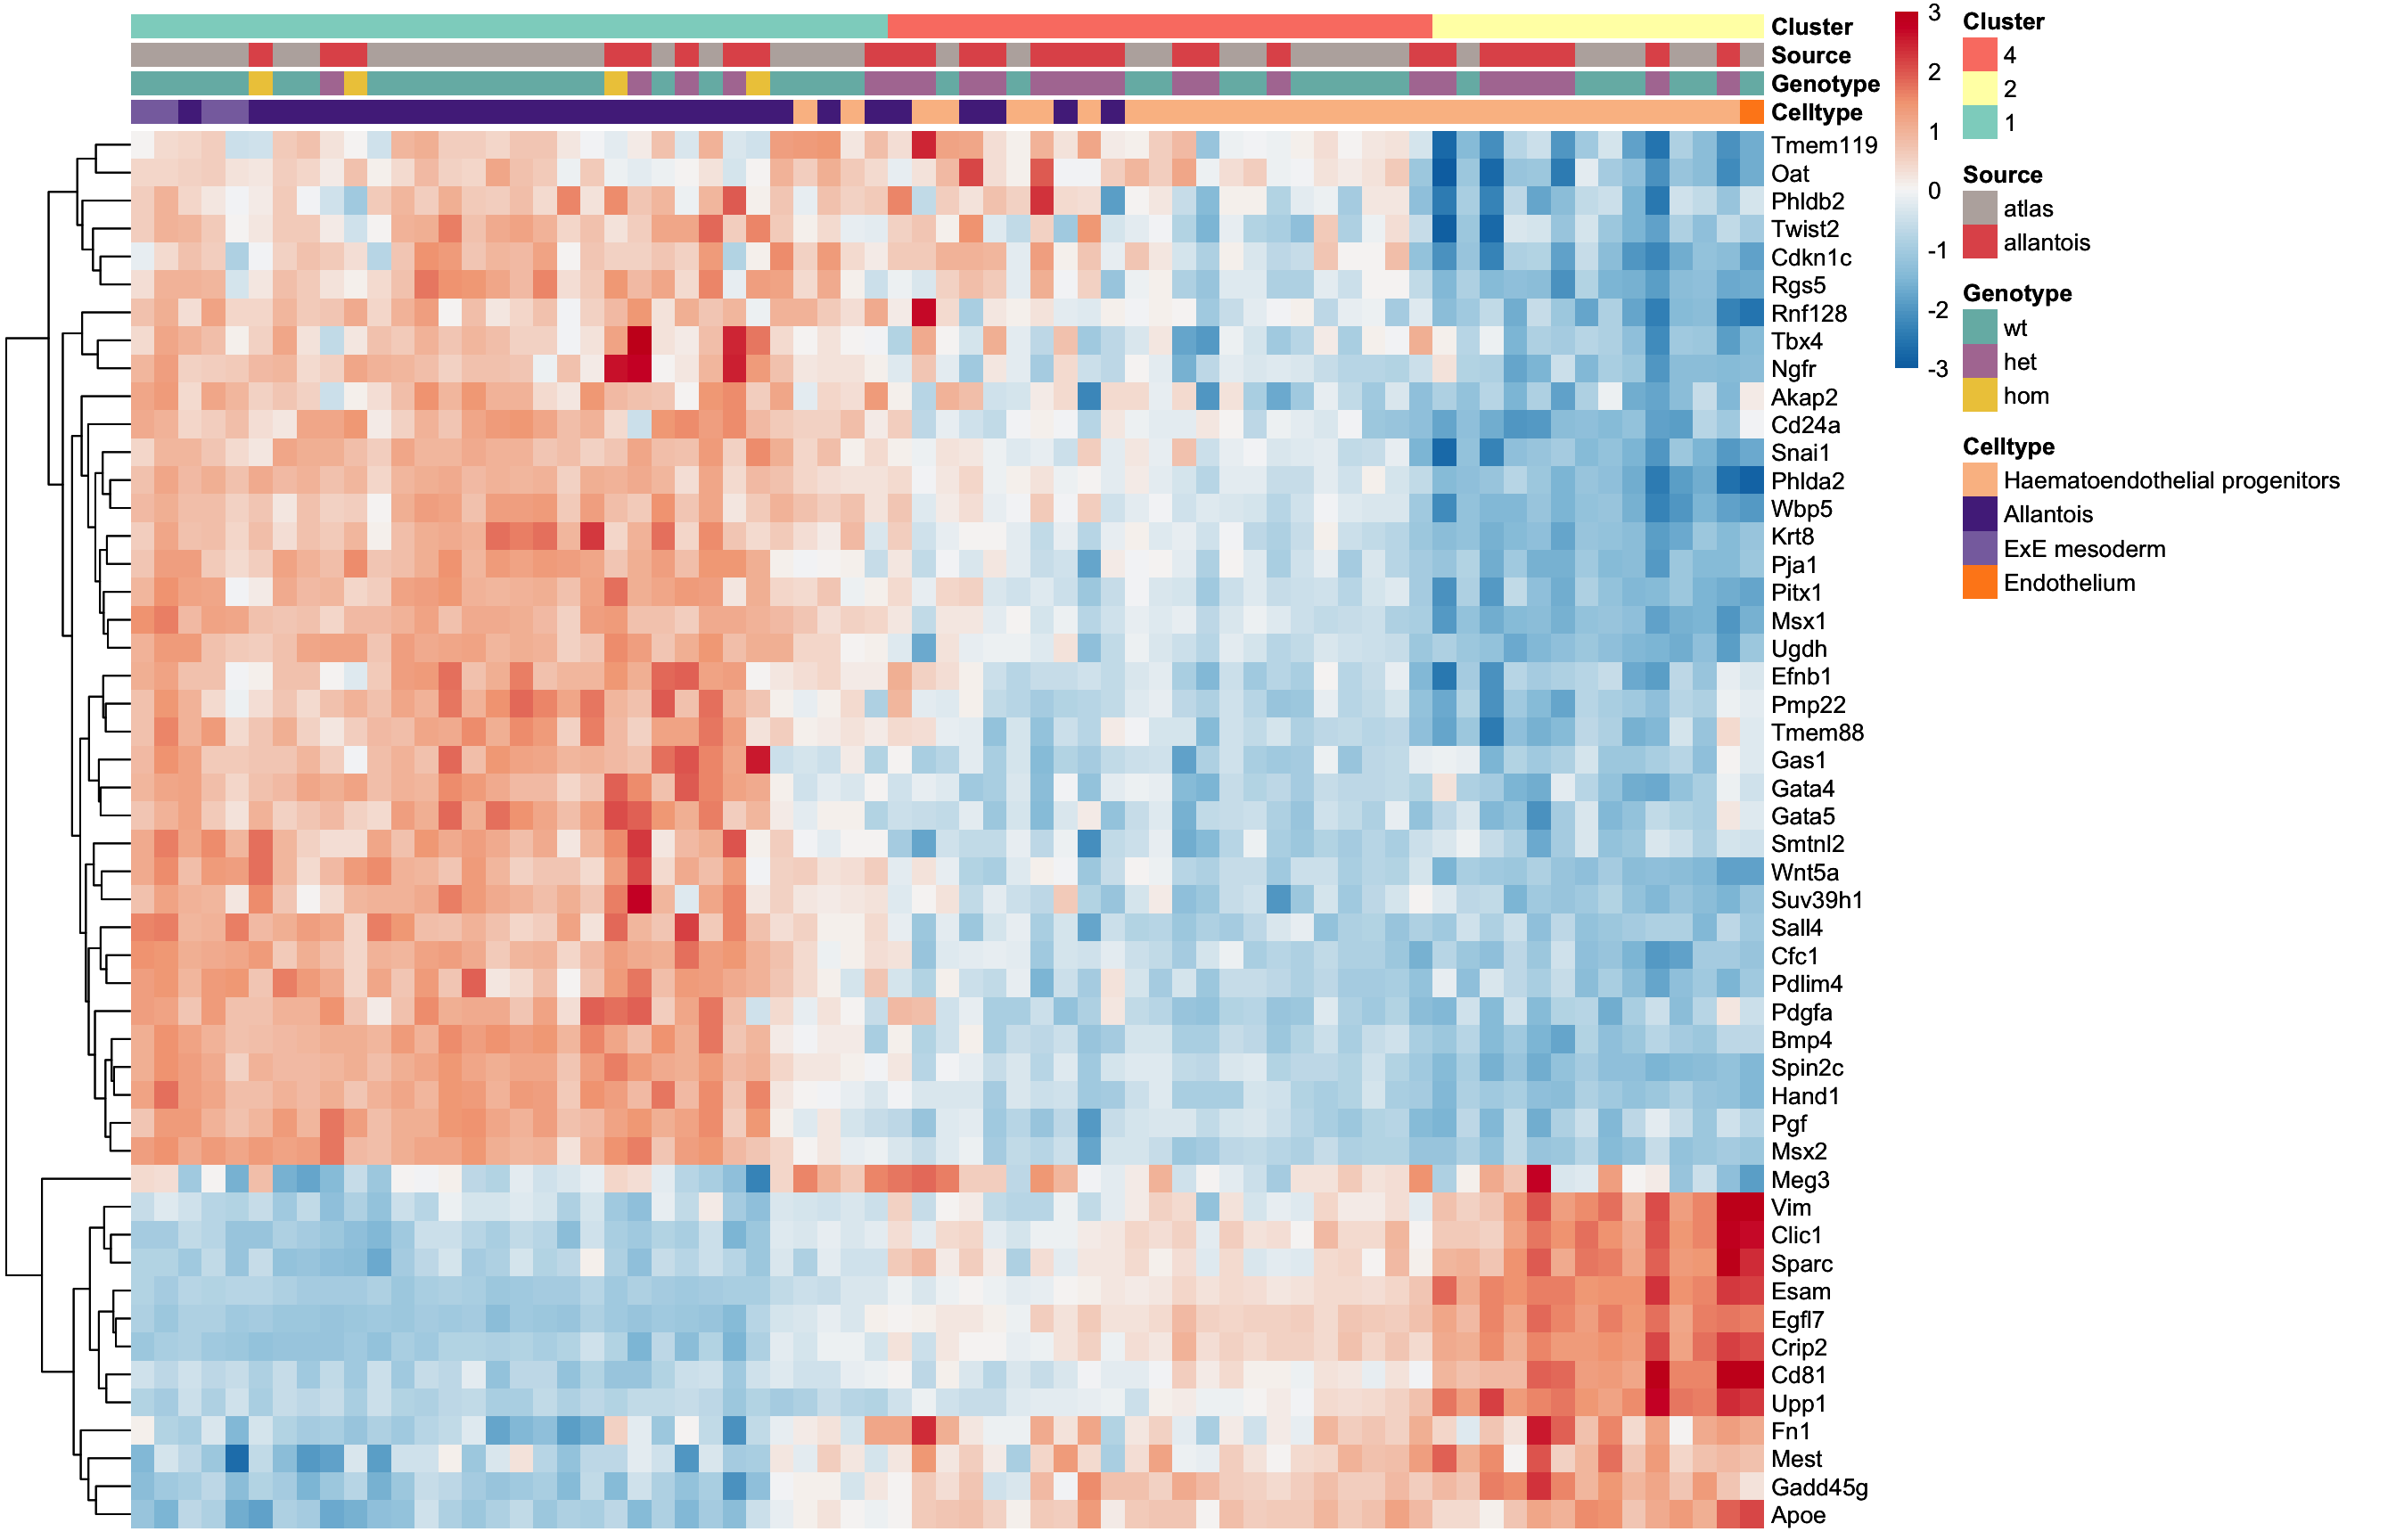 Cluster
Source
Genotype
Celltype
Tmem119
Oat
Phldb2
Twist2
Cdkn1c
Rgs5
Rnf128
Tbx4
Ngfr
Akap2
Cd24a
Snai1
Phlda2
Wbp5
Krt8
Pja1
Pitx1
Msx1
Ugdh
Efnb1
Pmp22
Tmem88
Gas1
Gata4
Gata5
Smtnl2
Wnt5a
Suv39h1
Sall4
Cfc1
Pdlim4
Pdgfa
Bmp4
Spin2c
Hand1
Pgf
Msx2
Meg3
Vim
Clic1
Sparc
Esam
Egfl7
Crip2
Cd81
Upp1
Fn1
Mest
Gadd45g
Apoe
3
2
1
0
-1
-2
-3
Cluster
4
2
1
Source
atlas
allantois
Genotype
wt
het
hom
Celltype
Haematoendothelial progenitors
Allantois
ExE mesoderm
Endothelium